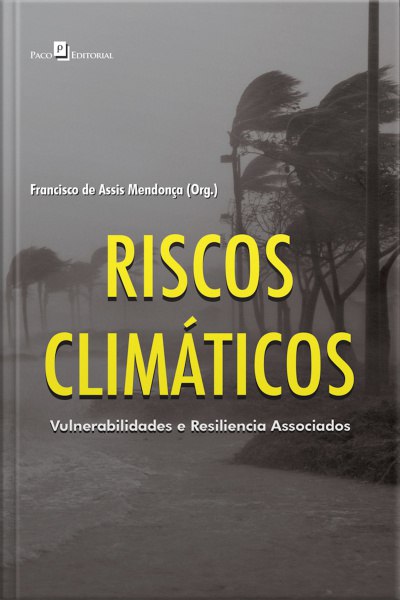 PACO P EDITORIAL
Francisco de Assis Mendonça (Org.)
RISCOS
CLIMÁTICOS
Vulnerabilidades e Resiliencia Associados